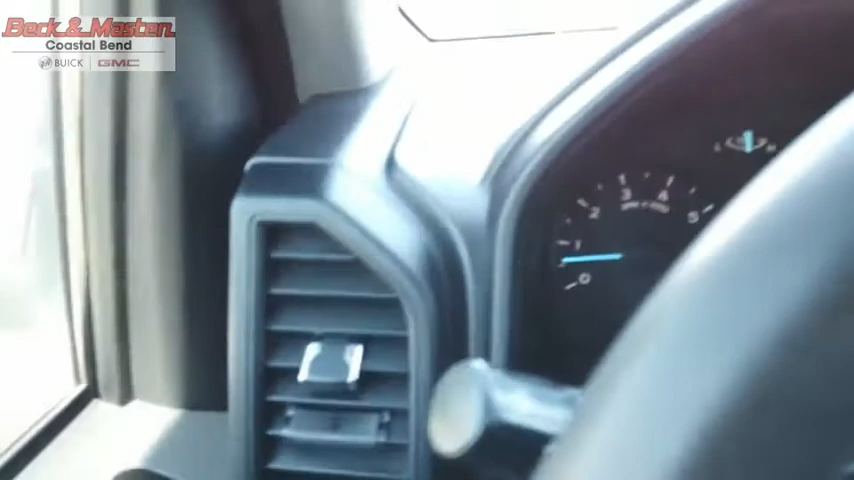 Beck & Masten
Coastal Bend
BUICK | GMC
C H
3 4
2 5
1
0